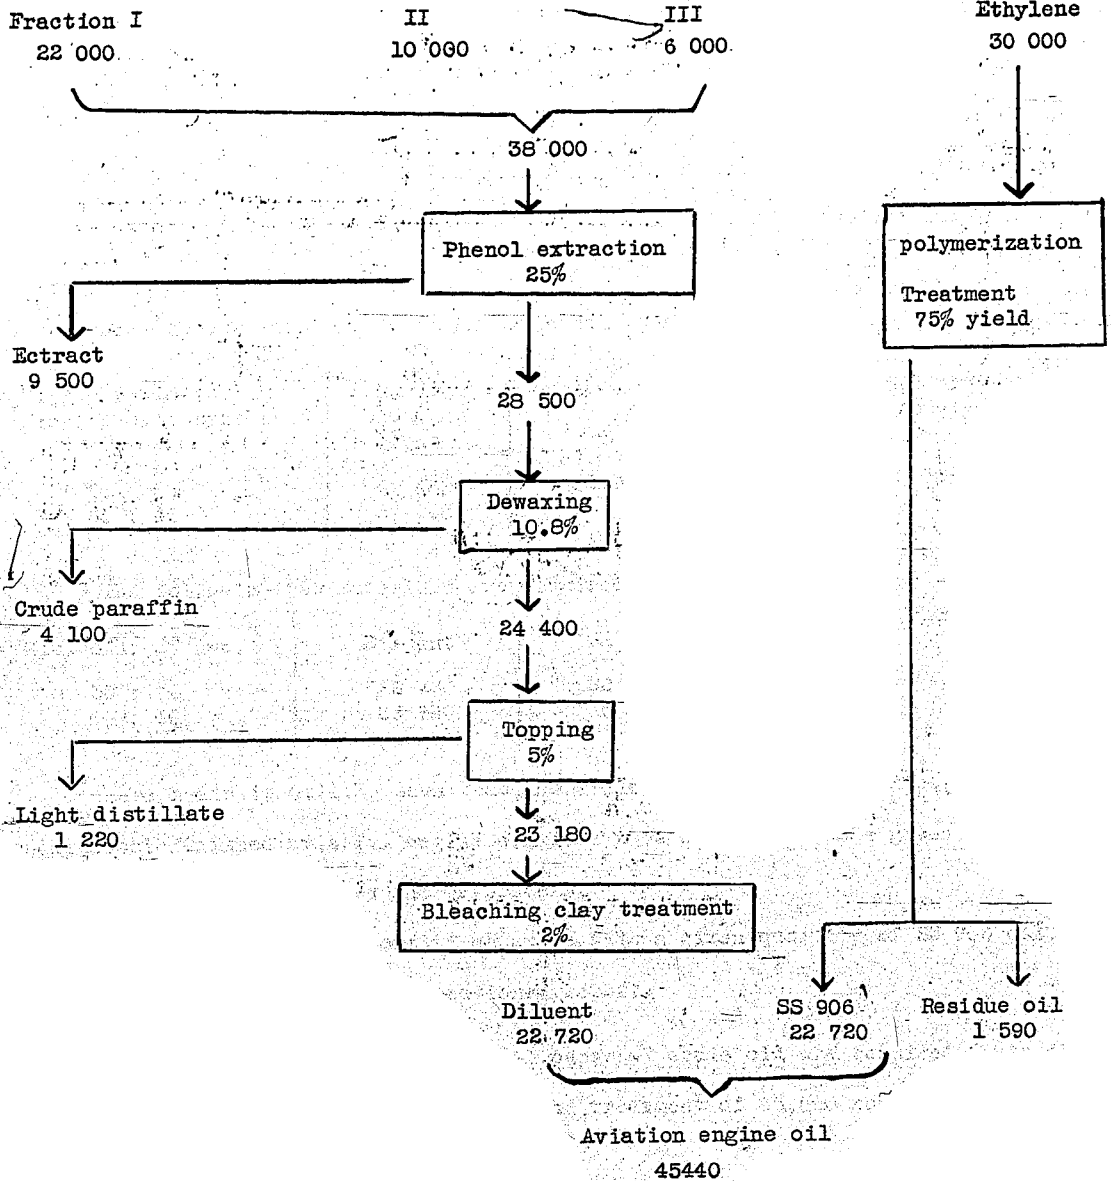 Fraction I
22 000
II
10 000
III
6 000
Ethylene
30 000
38 000
Phenol extraction
25%
polymerization
Treatment
75% yield
Ectract
9 500
28 500
Dewaxing
10.8%
Crude paraffin
4 100
24 400
Topping
5%
Light distillate
1 220
23 180
Bleaching clay treatment
2%
Diluent
22 720
SS 906
22 720
Residue oil
1 590
Aviation engine oil
45440